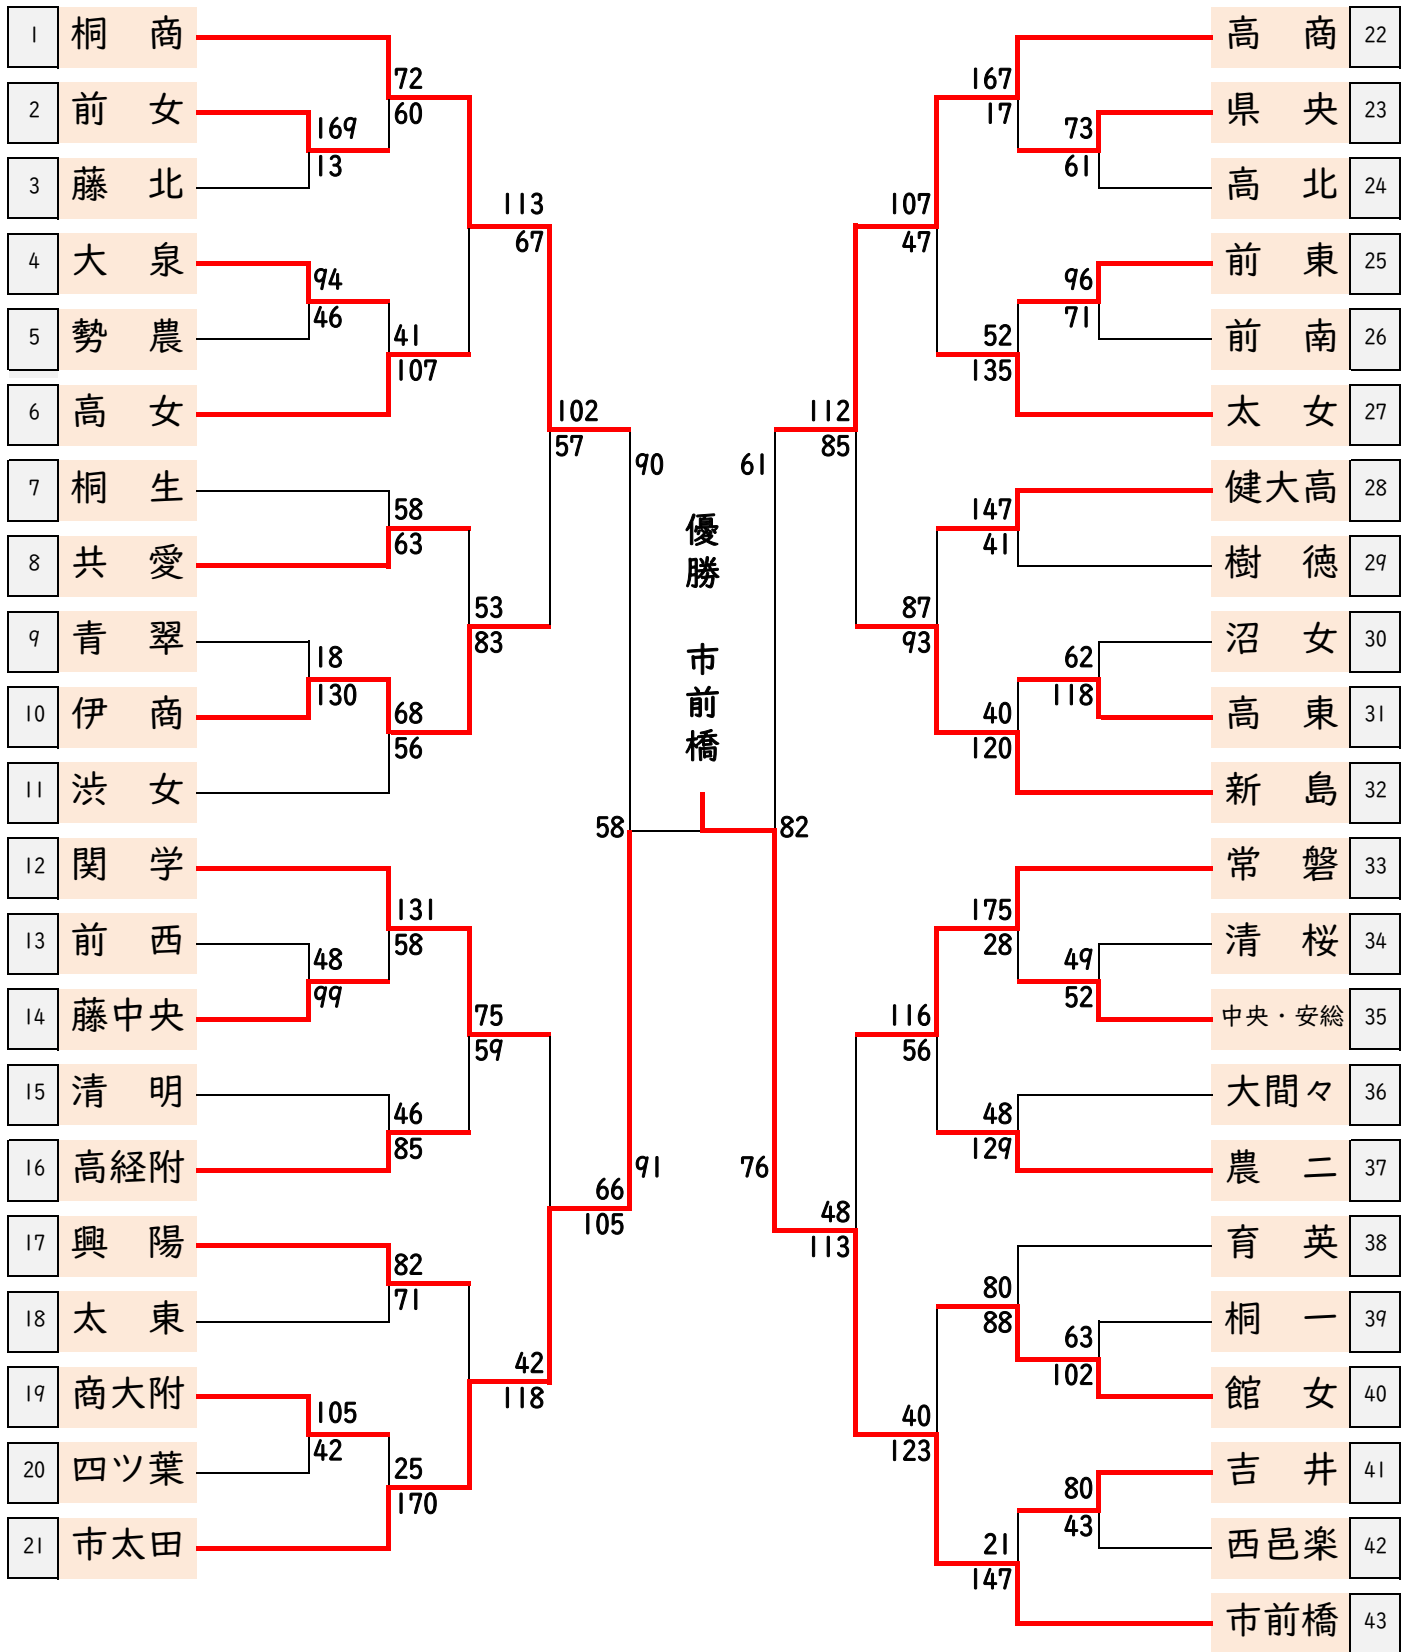 1 桐 商
2 前 女
3 藤 北
4 大 泉
5 勢 農
6 高 女
7 桐 生
8 共 愛
9 青 翠
10 伊 商
11 渋 女
12 関 学
13 前 西
14 藤中央
15 清 明
16 高経附
17 興 陽
18 太 東
19 商大附
20 四ツ葉
21 市太田
169
13
94
46
18
130
48
99
105
42
72
60
41
107
58
63
68
56
131
58
46
85
82
71
25
170
113
67
53
83
75
59
42
118
102
57
66
105
90
91
58
優勝 市前橋
82
61
76
112
85
48
113
107
47
87
93
116
56
40
123
167
17
52
135
147
41
40
120
175
28
48
129
80
88
21
147
73
61
96
71
62
118
49
52
63
102
80
43
高 商 22
県 央 23
高 北 24
前 東 25
前 南 26
太 女 27
健大高 28
樹 徳 29
沼 女 30
高 東 31
新 島 32
常 磐 33
清 桜 34
中央・安総 35
大間々 36
農 二 37
育 英 38
桐 一 39
館 女 40
吉 井 41
西邑楽 42
市前橋 43